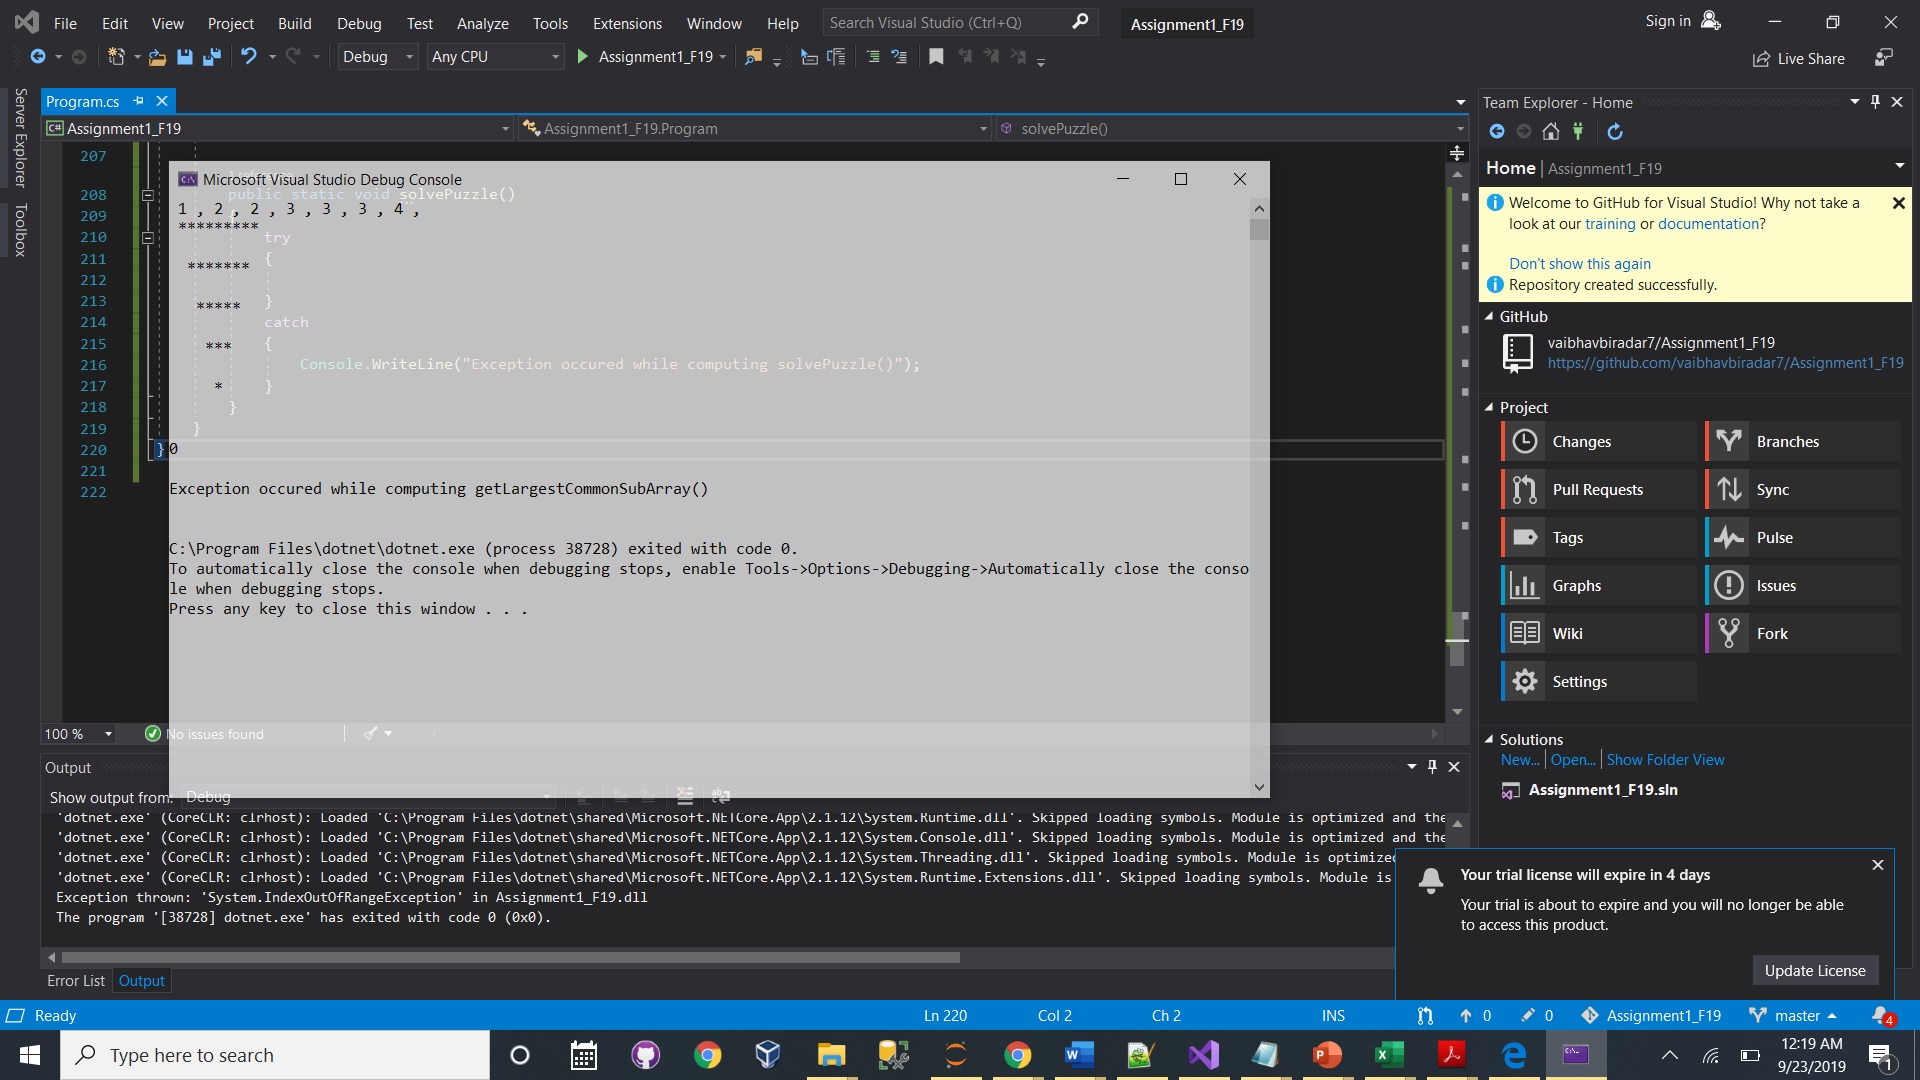 File Edit View Project Build Debug Test Analyze Tools Extensions Window Help Search Visual Studio (Ctrl+Q) Assignment1_F19 Sign in
Debug Any CPU Assignment1_F19 Live Share
Server Explorer
Toolbox
Program.cs
Assignment1_F19 Assignment1_F19.Program solvePuzzle()
207
208 public static void solvePuzzle()
209
210 try
211 {
212
213 }
214 catch
215 {
216 Console.WriteLine("Exception occured while computing solvePuzzle()");
217 }
218 }
219 }
220 }
221
222
Microsoft Visual Studio Debug Console
1 , 2 , 2 , 3 , 3 , 3 , 4 ,
*********
*******
*****
***
*
0
Exception occured while computing getLargestCommonSubArray()
C:\Program Files\dotnet\dotnet.exe (process 38728) exited with code 0.
To automatically close the console when debugging stops, enable Tools->Options->Debugging->Automatically close the conso
le when debugging stops.
Press any key to close this window . . .
100 % No issues found
Output
Show output from: Debug
'dotnet.exe' (CoreCLR: clrhost): Loaded 'C:\Program Files\dotnet\shared\Microsoft.NETCore.App\2.1.12\System.Runtime.dll'. Skipped loading symbols. Module is optimized and the
'dotnet.exe' (CoreCLR: clrhost): Loaded 'C:\Program Files\dotnet\shared\Microsoft.NETCore.App\2.1.12\System.Console.dll'. Skipped loading symbols. Module is optimized and the
'dotnet.exe' (CoreCLR: clrhost): Loaded 'C:\Program Files\dotnet\shared\Microsoft.NETCore.App\2.1.12\System.Threading.dll'. Skipped loading symbols. Module is optimized
'dotnet.exe' (CoreCLR: clrhost): Loaded 'C:\Program Files\dotnet\shared\Microsoft.NETCore.App\2.1.12\System.Runtime.Extensions.dll'. Skipped loading symbols. Module is
Exception thrown: 'System.IndexOutOfRangeException' in Assignment1_F19.dll
The program '[38728] dotnet.exe' has exited with code 0 (0x0).
Error List Output
Team Explorer - Home
Home | Assignment1_F19
Welcome to GitHub for Visual Studio! Why not take a
look at our training or documentation?
Don't show this again
Repository created successfully.
GitHub
vaibhavbiradar7/Assignment1_F19
https://github.com/vaibhavbiradar7/Assignment1_F19
Project
Changes Branches
Pull Requests Sync
Tags Pulse
Graphs Issues
Wiki Fork
Settings
Solutions
New... Open... Show Folder View
Assignment1_F19.sln
Your trial license will expire in 4 days
Your trial is about to expire and you will no longer be able
to access this product.
Update License
Ready Ln 220 Col 2 Ch 2 INS 0 0 Assignment1_F19 master 4
Type here to search 12:19 AM
9/23/2019 1